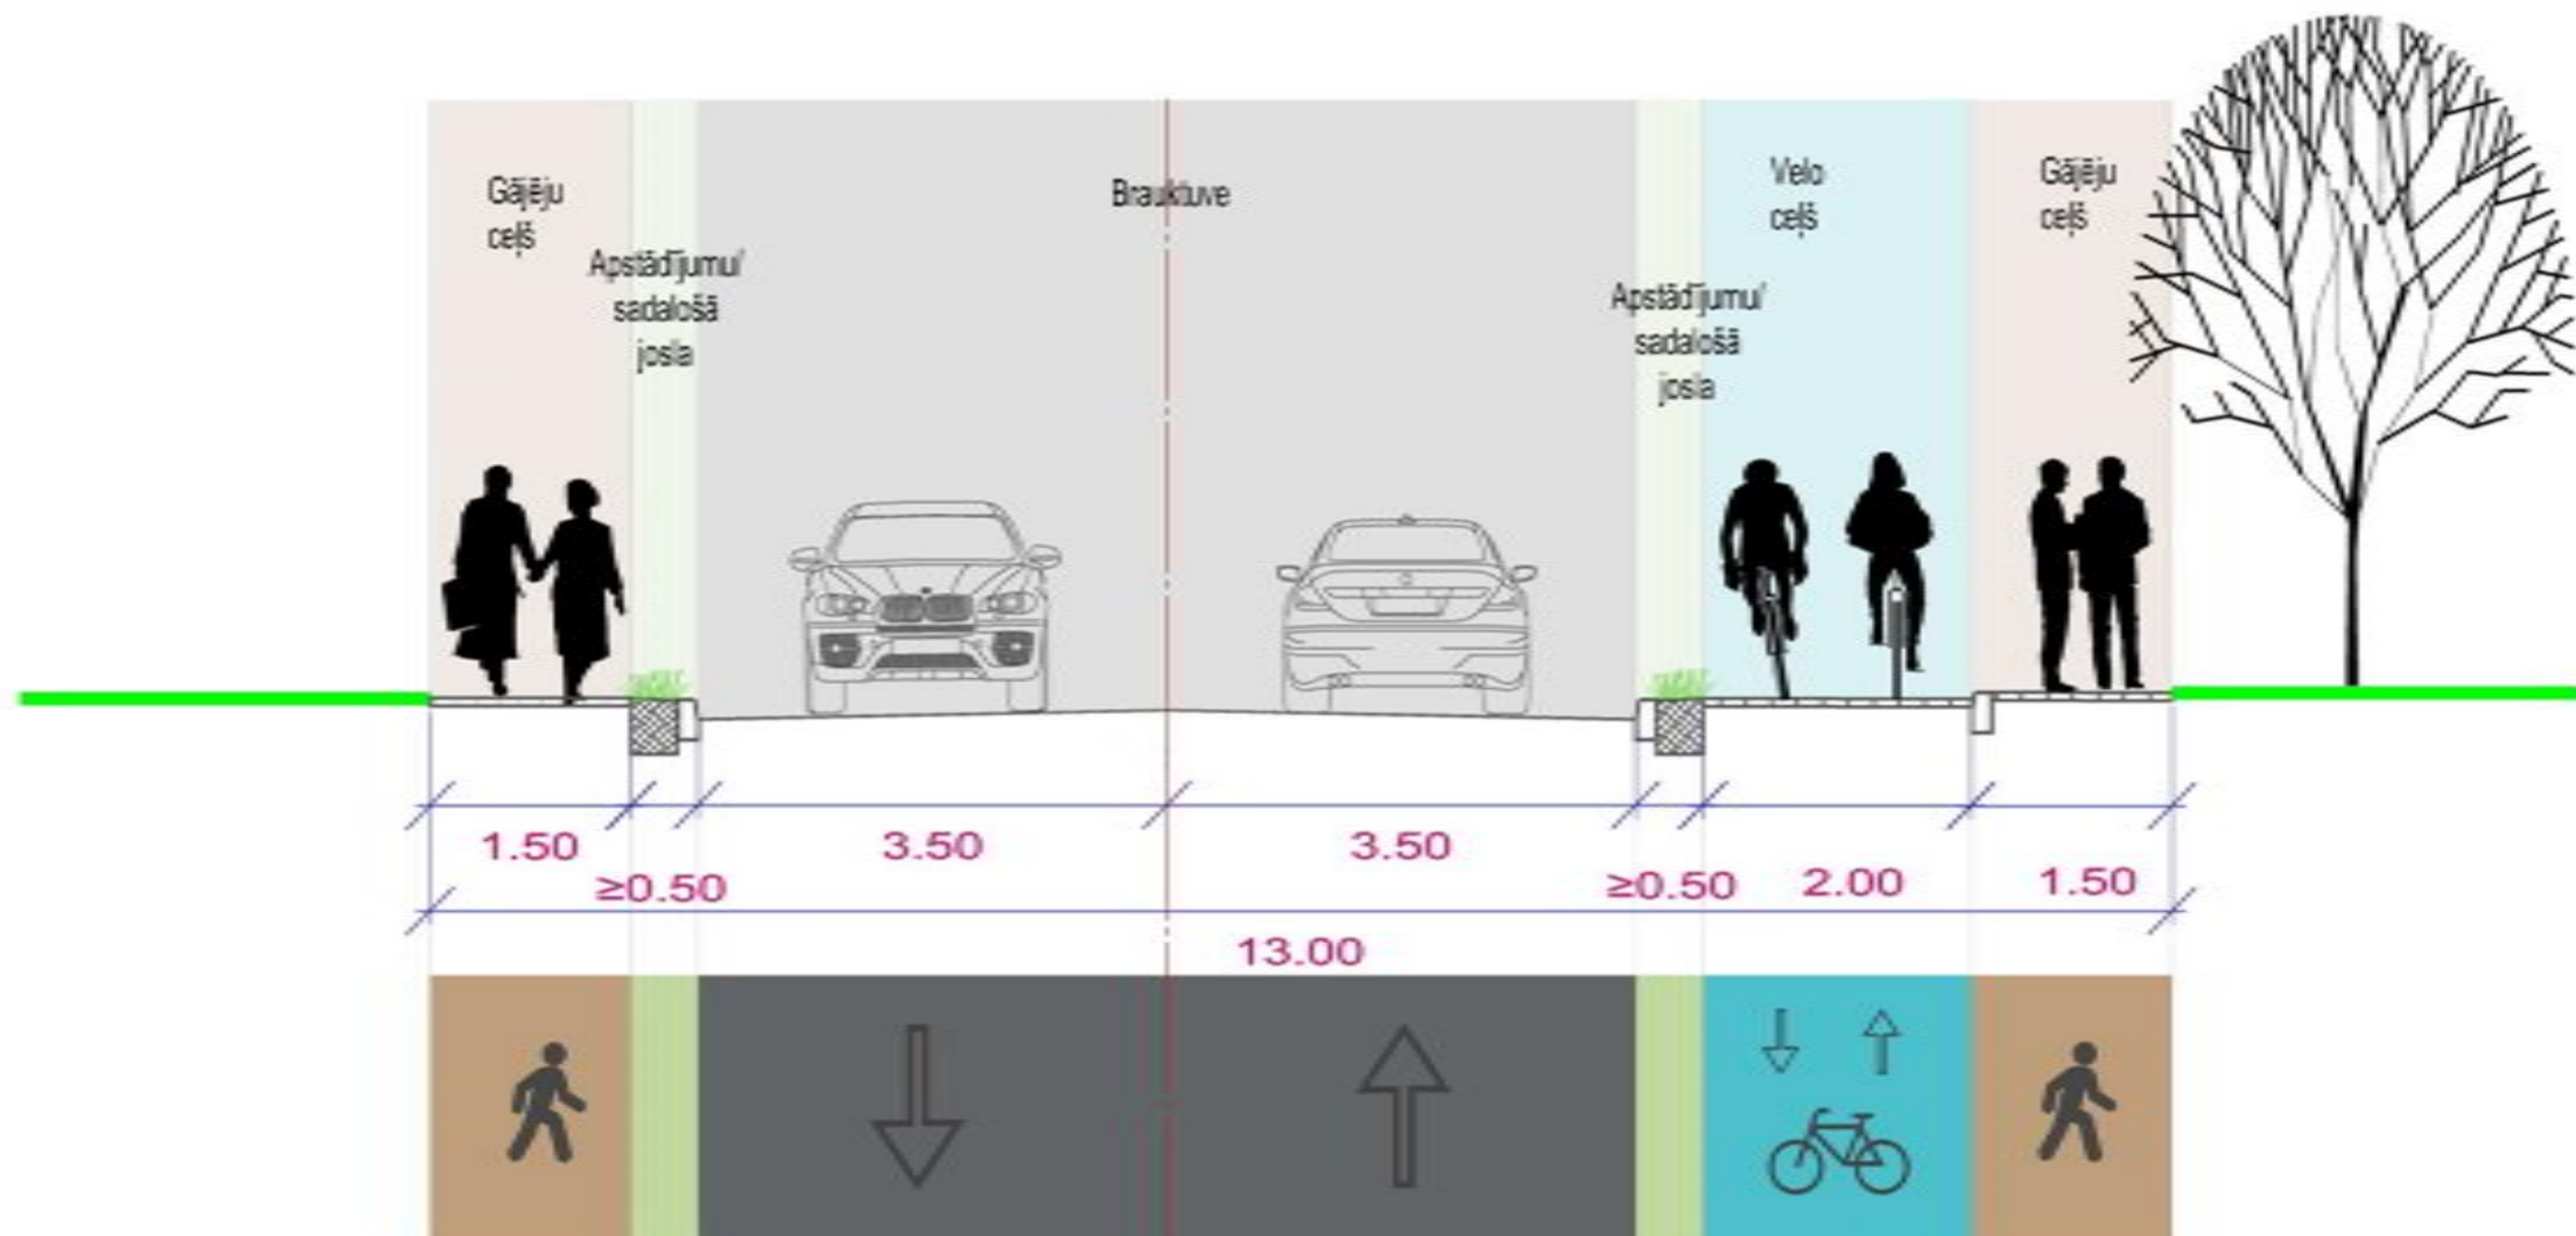 Gājēju
ceļš
Apstādījumu/
sadalošā
josla
Brauktuve
Apstādījumu/
sadalošā
josla
Velo
ceļš
Gājēju
ceļš
1.50
≥0.50
3.50
3.50
≥0.50
2.00
1.50
13.00